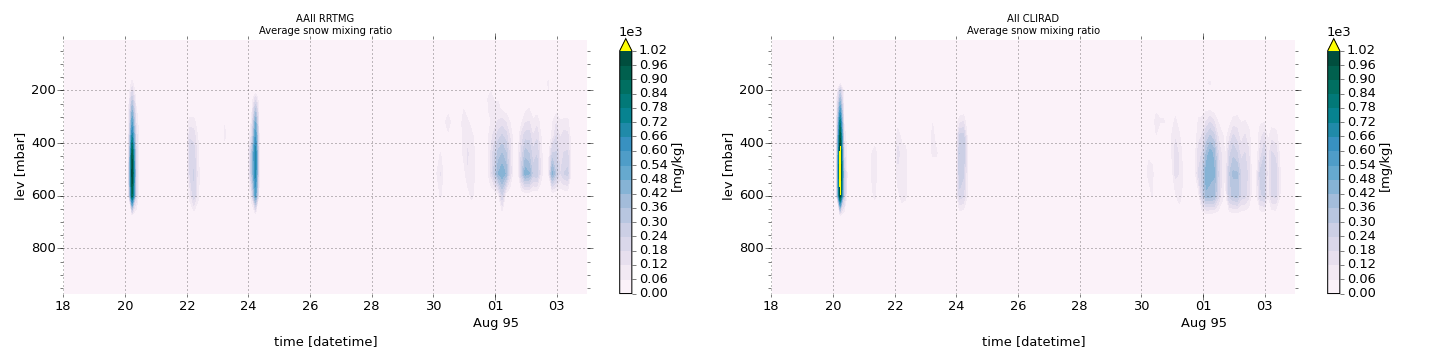 AAII RRTMG
Average snow mixing ratio
1e3
1.02
0.96
0.90
0.84
0.78
0.72
0.66
0.60
0.54
0.48
0.42
0.36
0.30
0.24
0.18
0.12
0.06
0.00
[mg/kg]
200
400
600
800
lev [mbar]
18 20 22 24 26 28 30 01 03
Aug 95
time [datetime]
All CLIRAD
Average snow mixing ratio
1e3
1.02
0.96
0.90
0.84
0.78
0.72
0.66
0.60
0.54
0.48
0.42
0.36
0.30
0.24
0.18
0.12
0.06
0.00
[mg/kg]
200
400
600
800
lev [mbar]
18 20 22 24 26 28 30 01 03
Aug 95
time [datetime]